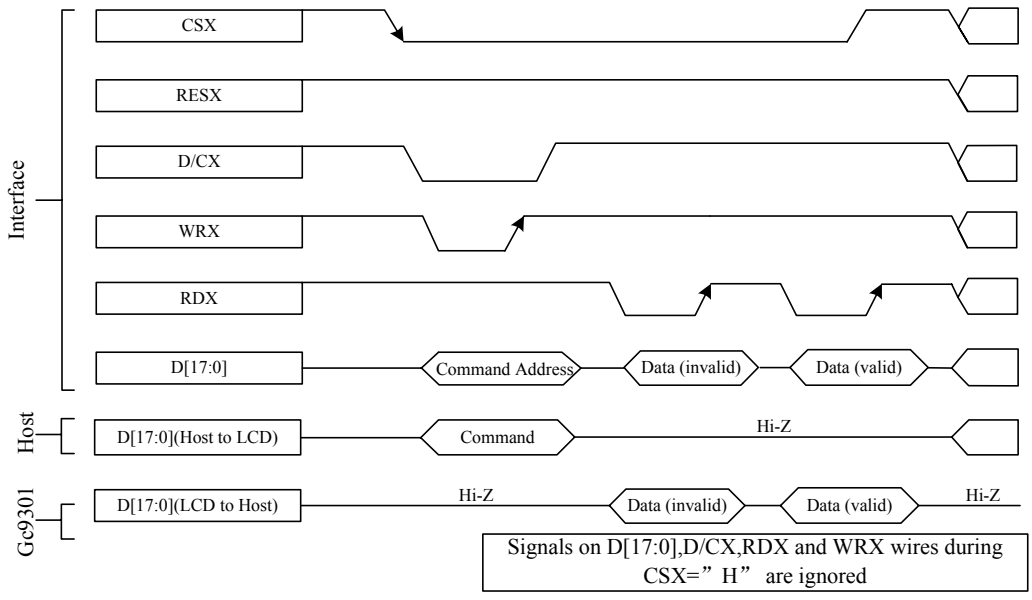 CSX
RESX
D/CX
WRX
RDX
D[17:0]
Command Address
Data (invalid)
Data (valid)
Interface
D[17:0](Host to LCD)
Command
Hi-Z
Host
D[17:0](LCD to Host)
Hi-Z
Data (invalid)
Data (valid)
Hi-Z
Gc9301
Signals on D[17:0],D/CX,RDX and WRX wires during
CSX=” H” are ignored